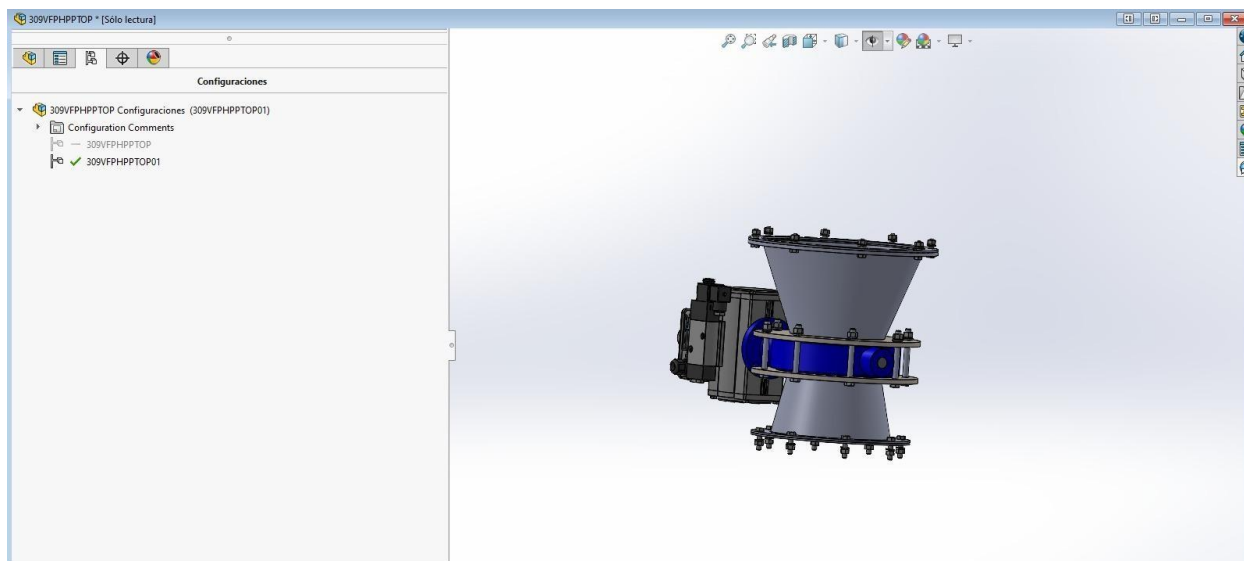 309VFPHPPTOP * [Sólo lectura]
Configuraciones
309VFPHPPTOP Configuraciones (309VFPHPPTOP01)
Configuration Comments
309VFPHPPTOP
309VFPHPPTOP01